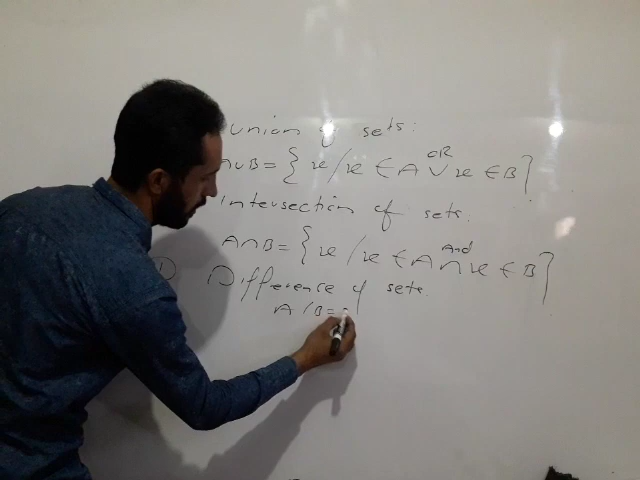 union of sets:
A∪B = { x / x ∈ A ∨ x ∈ B }
OR
Intersection of sets.
A∩B = { x / x ∈ A ∩ x ∈ B }
And
Difference of sets.
A / B =